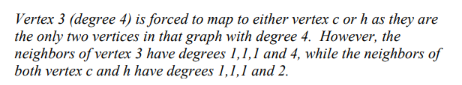 Vertex 3 (degree 4) is forced to map to either vertex c or h as they are
the only two vertices in that graph with degree 4.  However, the
neighbors of vertex 3 have degrees 1,1,1 and 4, while the neighbors of
both vertex c and h have degrees 1,1,1 and 2.